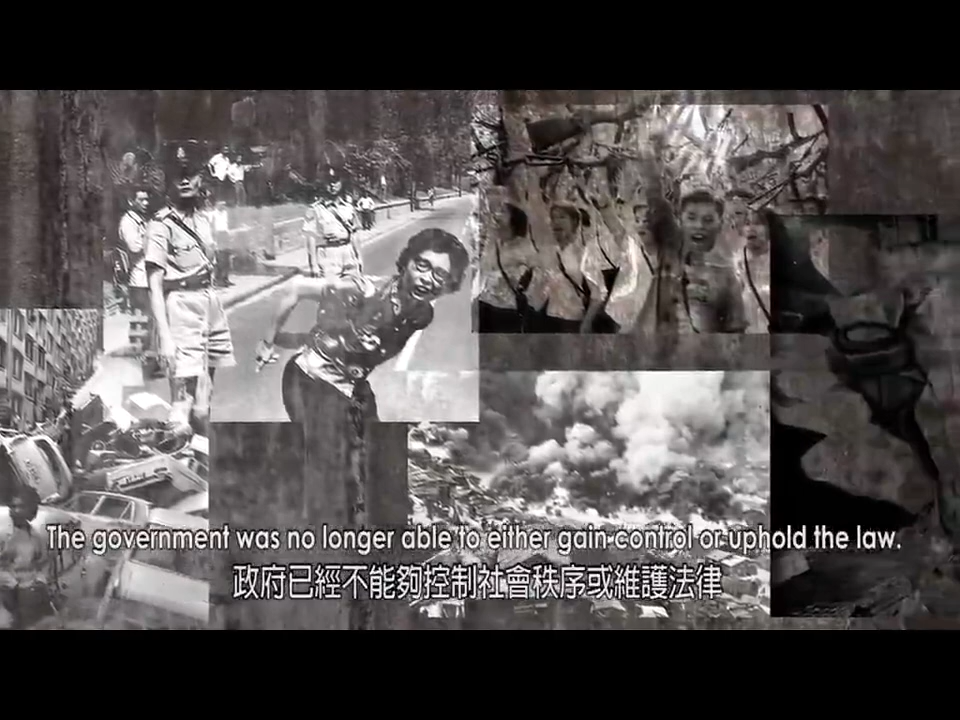 The government was no longer able to either gain control or uphold the law.
政府已經不能夠控制社會秩序或維護法律